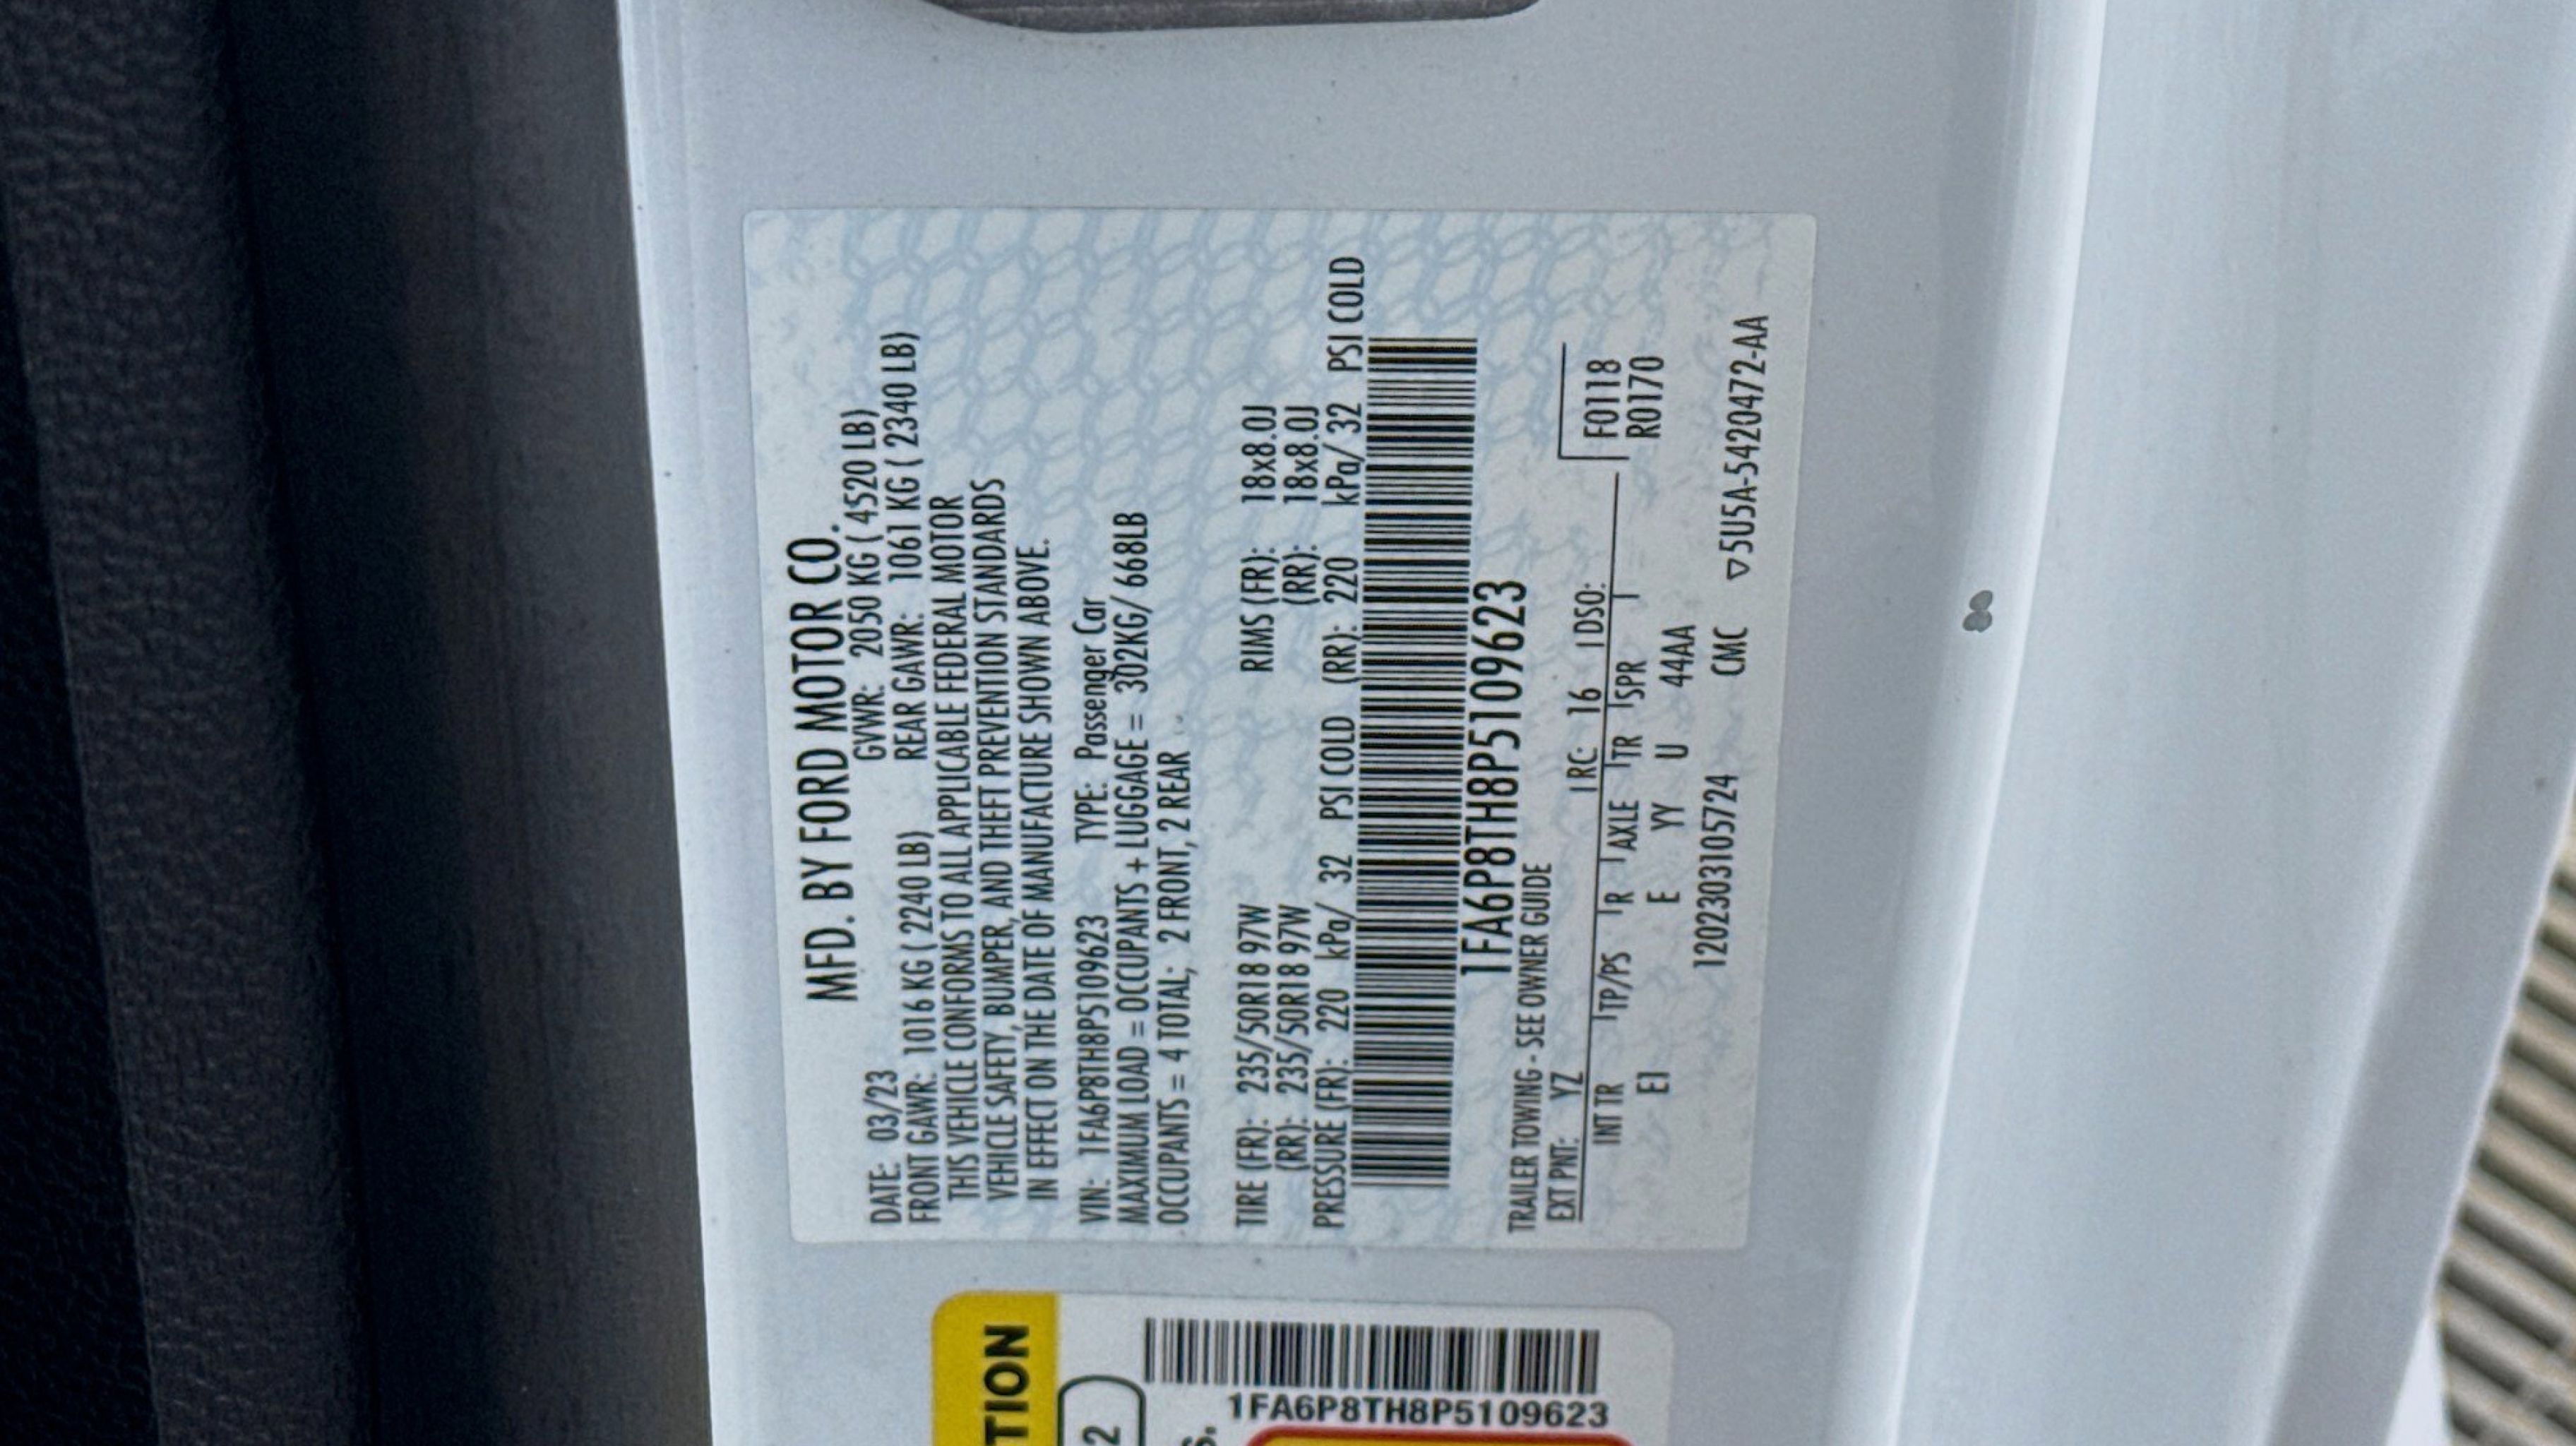 MFD. BY FORD MOTOR CO.
DATE: 03/23 GVWR: 2050 KG ( 4520 LB)
FRONT GAWR: 1016 KG ( 2240 LB) REAR GAWR: 1061 KG ( 2340 LB)
THIS VEHICLE CONFORMS TO ALL APPLICABLE FEDERAL MOTOR
VEHICLE SAFETY, BUMPER, AND THEFT PREVENTION STANDARDS
IN EFFECT ON THE DATE OF MANUFACTURE SHOWN ABOVE.
VIN: 1FA6P8TH8P5109623 TYPE: Passenger Car
MAXIMUM LOAD = OCCUPANTS + LUGGAGE = 302KG/ 668LB
OCCUPANTS = 4 TOTAL; 2 FRONT, 2 REAR
TIRE (FR): 235/50R18 97W RIMS (FR): 18x8.0J
(RR): 235/50R18 97W (RR): 18x8.0J
PRESSURE (FR): 220 kPa/ 32 PSI COLD (RR): 220 kPa/ 32 PSI COLD
1FA6P8TH8P5109623
TRAILER TOWING - SEE OWNER GUIDE
EXT PNT: YZ RC: 16 DSO: F0118
INT TR TP/PS R AXLE TR SPR R0170
EJ E YY U 44AA
120230310S724 CMC ▽5U5A-5420472-AA
TION
2
1FA6P8TH8P5109623
S.